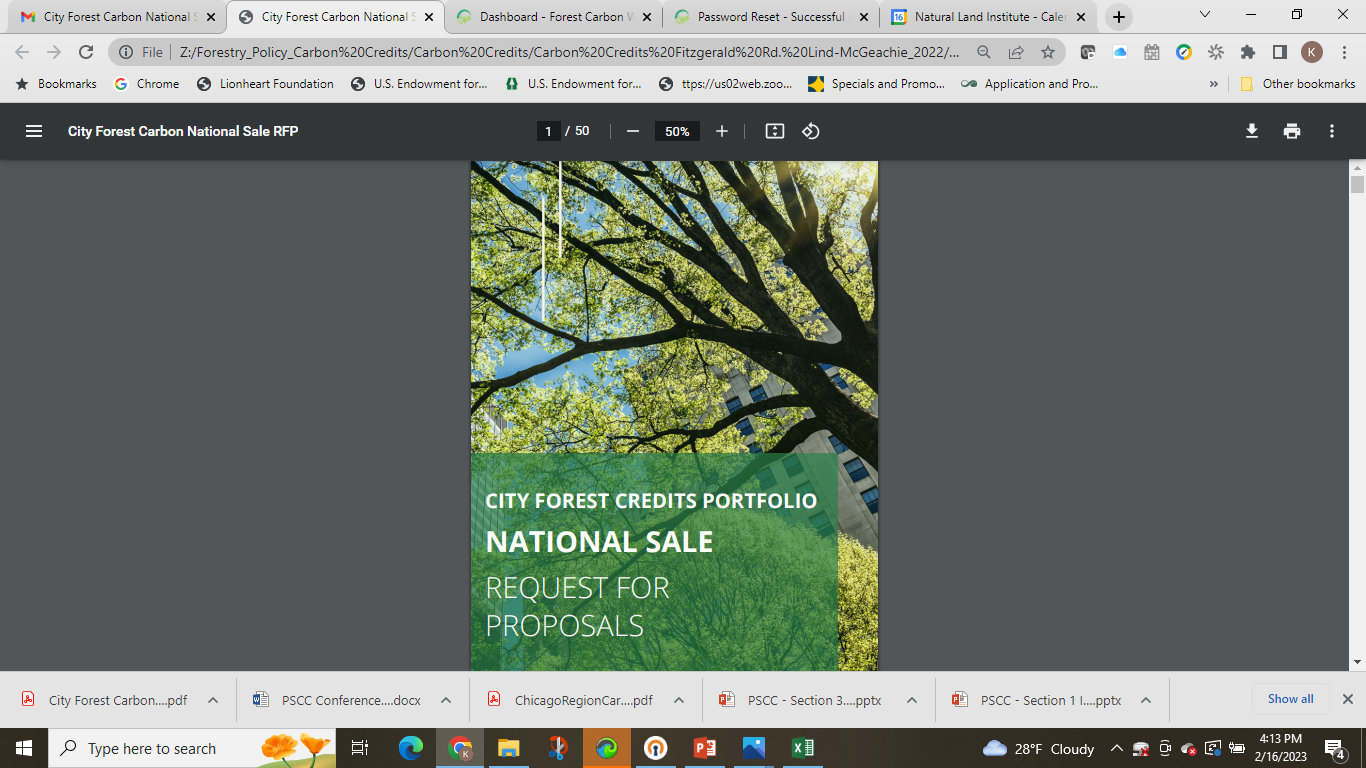 City Forest Carbon National S
City Forest Carbon National S
Dashboard - Forest Carbon W
Password Reset - Successful -
Natural Land Institute - Calen
File
Z:/Forestry_Policy_Carbon%20Credits/Carbon%20Credits/Carbon%20Credits%20Fitzgerald%20Rd.%20Lind-McGeachie_2022/...
K
Bookmarks
Chrome
Lionheart Foundation
U.S. Endowment for...
U.S. Endowment for...
ttps://us02web.zoo...
Specials and Promo...
Application and Pro...
»
Other bookmarks
City Forest Carbon National Sale RFP
1 / 50
50%
CITY FOREST CREDITS PORTFOLIO
NATIONAL SALE
REQUEST FOR
PROPOSALS
City Forest Carbon....pdf
PSCC Conference....docx
ChicagoRegionCar....pdf
PSCC - Section 3....pptx
PSCC - Section 1 I....pptx
Show all
Type here to search
28°F Cloudy
4:13 PM
2/16/2023
4